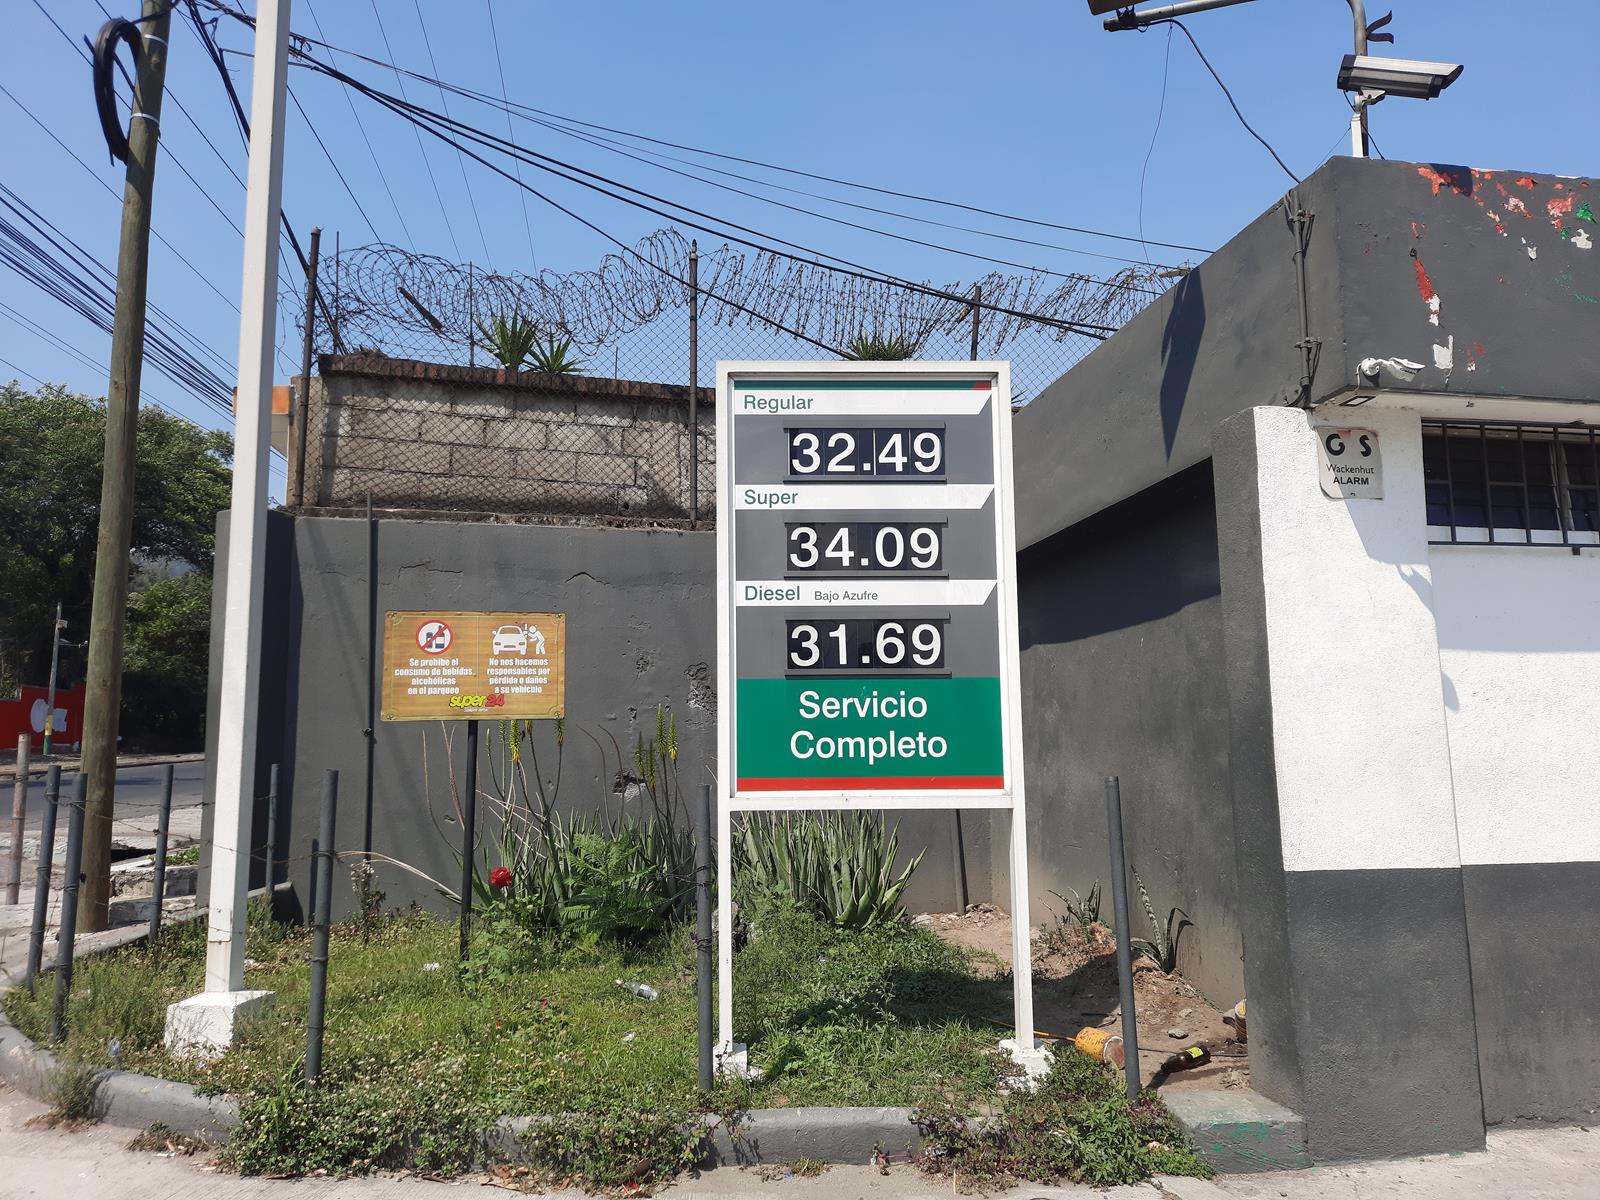 Regular
32.49
Super
34.09
Diesel Bajo Azufre
31.69
Servicio
Completo
Se prohibe el
consumo de bebidas
alcohólicas
en el parqueo
No nos hacemos
responsables por
pérdida o daños
a su vehículo
super24
G S
Wackenhut
ALARM